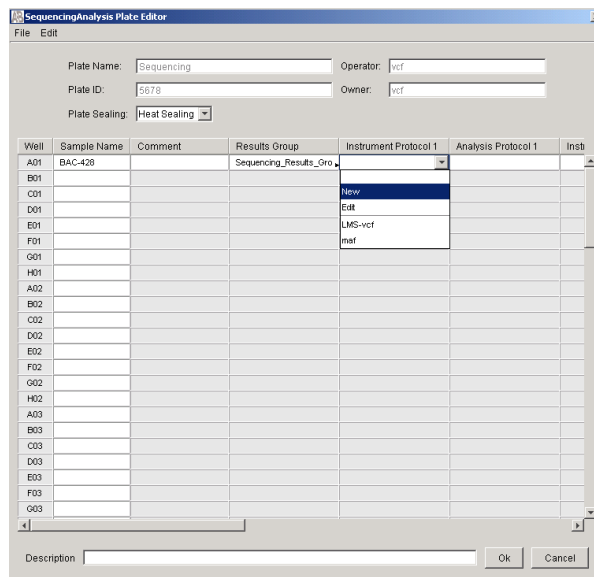 SequencingAnalysis Plate Editor
File Edit
Plate Name: Sequencing Operator: vcf
Plate ID: 5678 Owner: vcf
Plate Sealing: Heat Sealing
Well Sample Name Comment Results Group Instrument Protocol 1 Analysis Protocol 1 Instr
A01 BAC-428 Sequencing_Results_Gro
B01
C01 New
D01 Edit
E01 LMS-vcf
F01 maf
G01
H01
A02
B02
C02
D02
E02
F02
G02
H02
A03
B03
C03
D03
E03
F03
G03
Description Ok Cancel